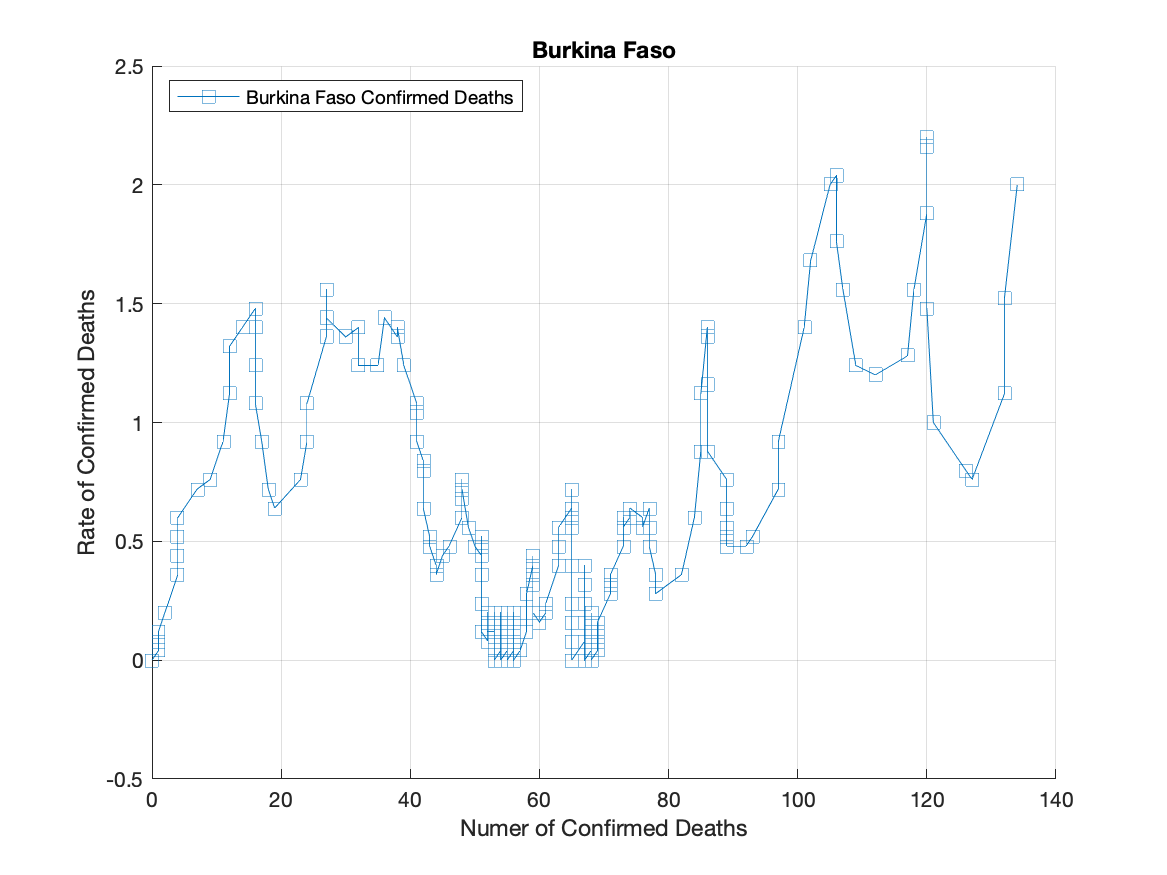 Burkina Faso
2.5
Burkina Faso Confirmed Deaths
2
1.5
1
0.5
0
-0.5
Rate of Confirmed Deaths
0 20 40 60 80 100 120 140
Numer of Confirmed Deaths